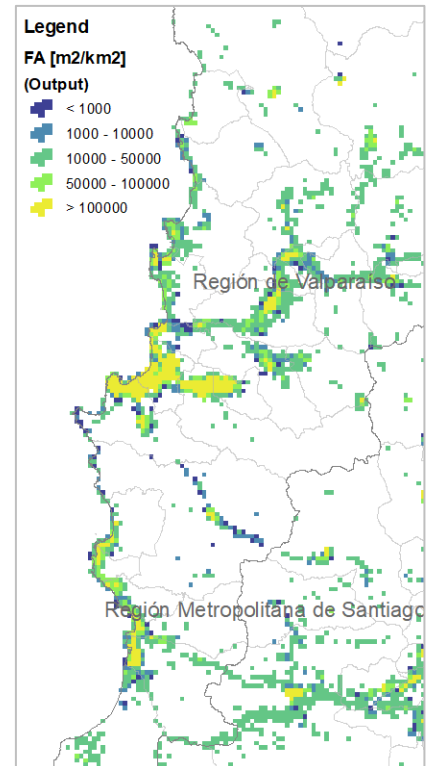 Legend
FA [m2/km2]
(Output)
< 1000
1000 - 10000
10000 - 50000
50000 - 100000
> 100000
Región de Valparaíso
Región Metropolitana de Santiago